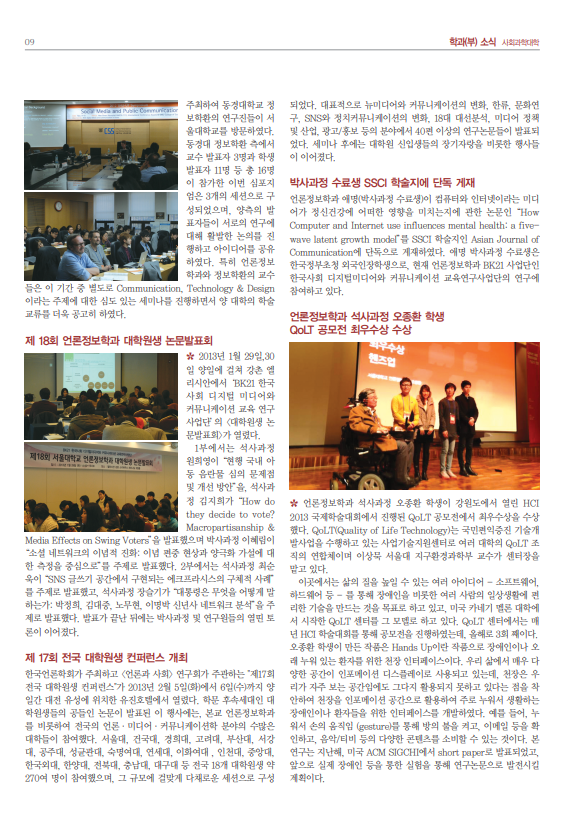 09
학과(부) 소식 사회과학대학
Social Media and Public Communication
주최하여 동경대학교 정
보학환의 연구진들이 서
울대학교를 방문하였다.
동경대 정보학환 측에서
교수 발표자 3명과 학생
발표자 11명 등 총 16명
이 참가한 이번 심포지
엄은 3개의 세션으로 구
성되었으며, 양측의 발
표자들이 서로의 연구에
대해 활발한 논의를 진
행하고 아이디어를 공유
하였다. 특히 언론정보
학과와 정보학환의 교수
들은 이 기간 중 별도로 Communication, Technology & Design
이라는 주제에 대한 심도 있는 세미나를 진행하면서 양 대학의 학술
교류를 더욱 공고히 하였다.
제 18회 언론정보학과 대학원생 논문발표회
제18회 서울대학교 언론정보학과 대학원생 논문발표회
✿ 2013년 1월 29일,30
일 양일에 걸쳐 강촌 엘
리시안에서 'BK21 한국
사회 디지털 미디어와
커뮤니케이션 교육 연구
사업단'의 <대학원생 논
문발표회>가 열렸다.
1부에서는 석사과정
원희영이 "현행 국내 아
동 음란물 심의 문제점
및 개선 방안"을, 석사과
정 김지희가 "How do
they decide to vote?
Macropartisanship &
Media Effects on Swing Voters"을 발표했으며 박사과정 이혜림이
"소셜 네트워크의 이념적 진화: 이념 편중 현상과 양극화 가설에 대
한 측정을 중심으로"를 주제로 발표했다. 2부에서는 석사과정 최순
욱이 "SNS 글쓰기 공간에서 구현되는 에크프라시스의 구체적 사례"
를 주제로 발표했고, 석사과정 장슬기가 "대통령은 무엇을 어떻게 말
하는가: 박정희, 김대중, 노무현, 이명박 신년사 네트워크 분석"을 주
제로 발표했다. 발표가 끝난 뒤에는 박사과정 및 연구원들의 열띤 토
론이 이어졌다.
제 17회 전국 대학원생 컨퍼런스 개최
한국언론학회가 주최하고 <언론과 사회> 연구회가 주관하는 "제17회
전국 대학원생 컨퍼런스"가 2013년 2월 5일(화)에서 6일(수)까지 양
일간 대전 유성에 위치한 유진호텔에서 열렸다. 학문 후속세대인 대
학원생들의 공들인 논문이 발표된 이 행사에는, 본교 언론정보학과
를 비롯하여 전국의 언론·미디어·커뮤니케이션학 분야의 수많은
대학들이 참여했다. 서울대, 건국대, 경희대, 고려대, 부산대, 서강
대, 공주대, 성균관대, 숙명여대, 연세대, 이화여대, 인천대, 중앙대,
한국외대, 한양대, 전북대, 충남대, 대구대 등 전국 18개 대학원생 약
270여 명이 참여했으며, 그 규모에 걸맞게 다채로운 세션으로 구성
되었다. 대표적으로 뉴미디어와 커뮤니케이션의 변화, 한류, 문화연
구, SNS와 정치커뮤니케이션의 변화, 18대 대선분석, 미디어 정책
및 산업, 광고/홍보 등의 분야에서 40편 이상의 연구논문들이 발표되
었다. 세미나 후에는 대학원 신입생들의 장기자랑을 비롯한 행사들
이 이어졌다.
박사과정 수료생 SSCI 학술지에 단독 게재
언론정보학과 애명(박사과정 수료생)이 컴퓨터와 인터넷이라는 미디
어가 정신건강에 어떠한 영향을 미치는지에 관한 논문인 "How
Computer and Internet use influences mental health: a five-
wave latent growth model"를 SSCI 학술지인 Asian Journal of
Communication에 단독으로 게재하였다. 애명 박사과정 수료생은
한국정부초청 외국인장학생으로, 현재 언론정보학과 BK21 사업단인
한국사회 디지털미디어와 커뮤니케이션 교육연구사업단의 연구에
참여하고 있다.
언론정보학과 석사과정 오종환 학생
QoLT 공모전 최우수상 수상
최우수상
핸즈업
✿ 언론정보학과 석사과정 오종환 학생이 강원도에서 열린 HCI
2013 국제학술대회에서 진행된 QoLT 공모전에서 최우수상을 수상
했다. QoLT(Quality of Life Technology)는 국민편익증진 기술개
발사업을 수행하고 있는 사업기술지원센터로 여러 대학의 QoLT 조
직의 연합체이며 이상묵 서울대 지구환경과학부 교수가 센터장을
맡고 있다.
이곳에서는 삶의 질을 높일 수 있는 여러 아이디어 - 소프트웨어,
하드웨어 등 - 를 통해 장애인을 비롯한 여러 사람의 일상생활에 편
리한 기술을 만드는 것을 목표로 하고 있고, 미국 카네기 멜론 대학에
서 시작한 QoLT 센터를 그 모델로 하고 있다. QoLT 센터에서는 매
년 HCI 학술대회를 통해 공모전을 진행하였는데, 올해로 3회 째이다.
오종환 학생이 만든 작품은 Hands Up이란 작품으로 장애인이나 오
래 누워 있는 환자를 위한 천장 인터페이스이다. 우리 삶에서 매우 다
양한 공간이 인포메이션 디스플레이로 사용되고 있는데, 천장은 우
리가 자주 보는 공간임에도 그다지 활용되지 못하고 있다는 점을 착
안하여 천장을 인포메이션 공간으로 활용하여 주로 누워서 생활하는
장애인이나 환자들을 위한 인터페이스를 개발하였다. 예를 들어, 누
워서 손의 움직임 (gesture)를 통해 방의 불을 켜고, 이메일 등을 확
인하고, 음악/티비 등의 다양한 콘텐츠를 소비할 수 있는 것이다. 본
연구는 지난해, 미국 ACM SIGCHI에서 short paper로 발표되었고,
앞으로 실제 장애인 등을 통한 실험을 통해 연구논문으로 발전시킬
계획이다.